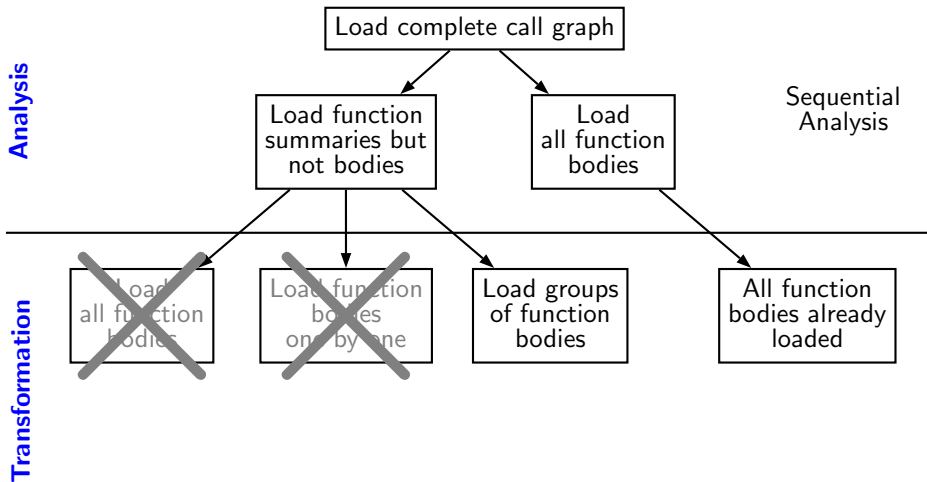 Load complete call graph
Analysis
Load function
summaries but
not bodies
Load
all function
bodies
Sequential
Analysis
Transformation
Load
all function
bodies
Load function
bodies
one by one
Load groups
of function
bodies
All function
bodies already
loaded